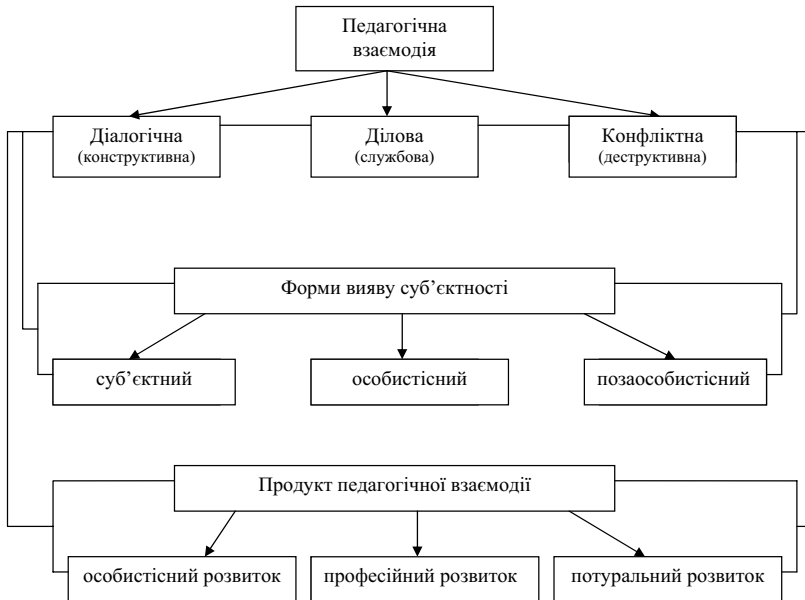 Педагогічна
взаємодія
Діалогічна
(конструктивна)
Ділова
(службова)
Конфліктна
(деструктивна)
Форми вияву суб’єктності
суб’єктний
особистісний
позаособистісний
Продукт педагогічної взаємодії
особистісний розвиток
професійний розвиток
потуральний розвиток